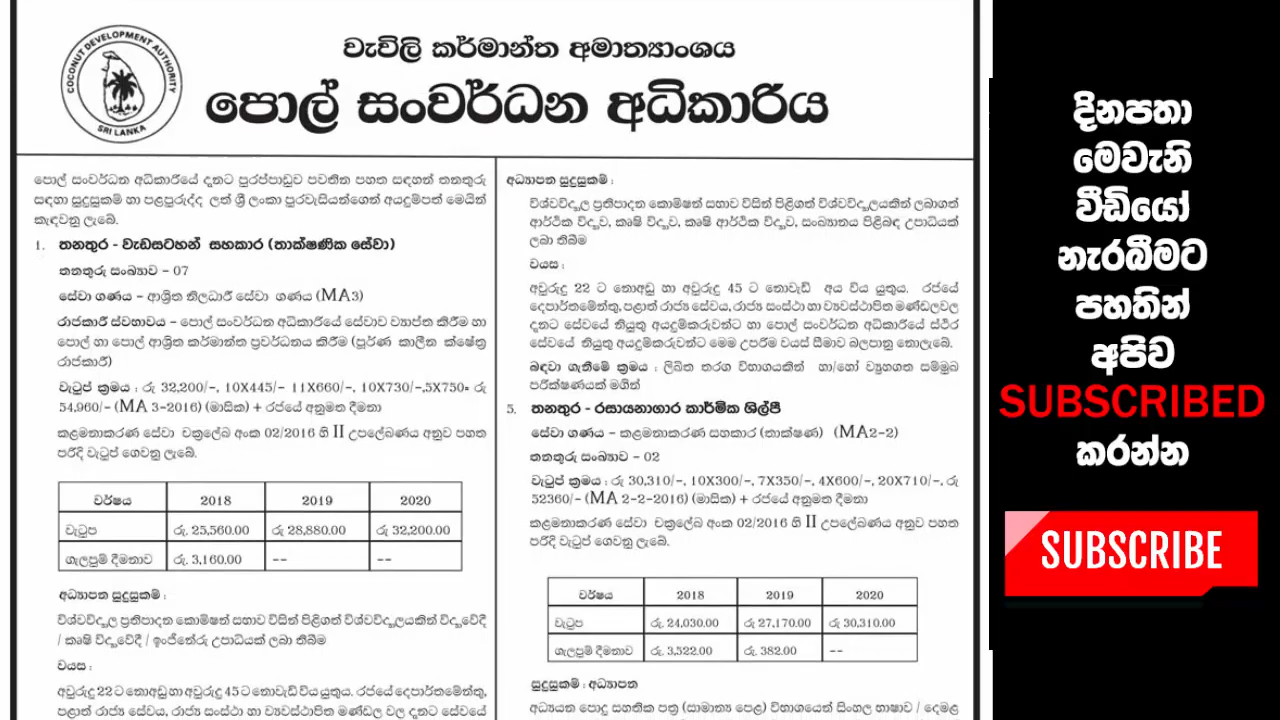 COCONUT DEVELOPMENT AUTHORITY
SRI LANKA
වැවිලි කර්මාන්ත අමාත්‍යාංශය
පොල් සංවර්ධන අධිකාරිය
පොල් සංවර්ධන අධිකාරියේ දැනට පුරප්පාඩුව පවතින පහත සඳහන් තනතුරු
සඳහා සුදුසුකම් හා පළපුරුද්ද ලත් ශ්‍රී ලංකා පුරවැසියන්ගෙන් අයදුම්පත් මෙයින්
කැඳවනු ලැබේ.
1. තනතුර - වැඩසටහන් සහකාර (තාක්ෂණික සේවා)
තනතුරු සංඛ්‍යාව – 07
සේවා ගණය – ආශ්‍රිත නිලධාරී සේවා ගණය (MA3)
රාජකාරී ස්වභාවය – පොල් සංවර්ධන අධිකාරියේ සේවාව ව්‍යාප්ත කිරීම හා
පොල් හා පොල් ආශ්‍රිත කර්මාන්ත ප්‍රවර්ධනය කිරීම (පූර්ණ කාලීන ක්ෂේත්‍ර
රාජකාරී)
වැටුප් ක්‍රමය : රු 32,200/-, 10X445/- 11X660/-, 10X730/-,5X750= රු
54,960/- (MA 3-2016) (මාසික) + රජයේ අනුමත දීමනා
කළමනාකරණ සේවා චක්‍රලේඛ අංක 02/2016 හි II උපලේඛණය අනුව පහත
පරිදි වැටුප් ගෙවනු ලැබේ.
වර්ෂය 2018 2019 2020
වැටුප රු. 25,560.00 රු 28,880.00 රු 32,200.00
ගැලපුම් දීමනාව රු. 3,160.00 -- --
අධ්‍යාපන සුදුසුකම් :
විශ්වවිද්‍යාල ප්‍රතිපාදන කොමිෂන් සභාව විසින් පිළිගත් විශ්වවිද්‍යාලයකින් විද්‍යාවේදී
/ කෘෂි විද්‍යාවේදී / ඉංජිනේරු උපාධියක් ලබා තිබීම
වයස :
අවුරුදු 22 ට නොඅඩු හා අවුරුදු 45 ට නොවැඩි විය යුතුය. රජයේ දෙපාර්තමේන්තු,
පළාත් රාජ්‍ය සේවය, රාජ්‍ය සංස්ථා හා ව්‍යවස්ථාපිත මණ්ඩල වල දැනට සේවයේ
අධ්‍යාපන සුදුසුකම් :
විශ්වවිද්‍යාල ප්‍රතිපාදන කොමිෂන් සභාව විසින් පිළිගත් විශ්වවිද්‍යාලයකින් ලබාගත්
ආර්ථික විද්‍යාව, කෘෂි විද්‍යාව, කෘෂි ආර්ථික විද්‍යාව, සංඛ්‍යානය පිළිබඳ උපාධියක්
ලබා තිබීම
වයස :
අවුරුදු 22 ට නොඅඩු හා අවුරුදු 45 ට නොවැඩි අය විය යුතුය. රජයේ
දෙපාර්තමේන්තු, පළාත් රාජ්‍ය සේවය, රාජ්‍ය සංස්ථා හා ව්‍යවස්ථාපිත මණ්ඩලවල
දැනට සේවයේ නියුතු අයදුම්කරුවන්ට හා පොල් සංවර්ධන අධිකාරියේ ස්ථිර
සේවයේ නියුතු අයදුම්කරුවන්ට මෙම උපරිම වයස් සීමාව බලපානු නොලැබේ.
බඳවා ගැනීමේ ක්‍රමය : ලිඛිත තරග විභාගයකින් හා/හෝ ව්‍යුහගත සම්මුඛ
පරීක්ෂණයක් මගින්
5. තනතුර - රසායනාගාර කාර්මික ශිල්පී
සේවා ගණය – කළමනාකරණ සහකාර (තාක්ෂණ) (MA2-2)
තනතුරු සංඛ්‍යාව – 02
වැටුප් ක්‍රමය : රු 30,310/-, 10X300/-, 7X350/-, 4X600/-, 20X710/-, රු
52360/- (MA 2-2-2016) (මාසික) + රජයේ අනුමත දීමනා
කළමනාකරණ සේවා චක්‍රලේඛ අංක 02/2016 හි II උපලේඛණය අනුව පහත
පරිදි වැටුප් ගෙවනු ලැබේ.
වර්ෂය 2018 2019 2020
වැටුප රු. 24,030.00 රු 27,170.00 රු 30,310.00
ගැලපුම් දීමනාව රු. 3,522.00 රු 382.00 --
සුදුසුකම් : අධ්‍යාපන
අධ්‍යයන පොදු සහතික පත්‍ර (සාමාන්‍ය පෙළ) විභාගයෙන් සිංහල භාෂාව / දෙමළ
දිනපතා
මෙවැනි
වීඩියෝ
නැරඹීමට
පහතින්
අපිව
SUBSCRIBED
කරන්න
SUBSCRIBE